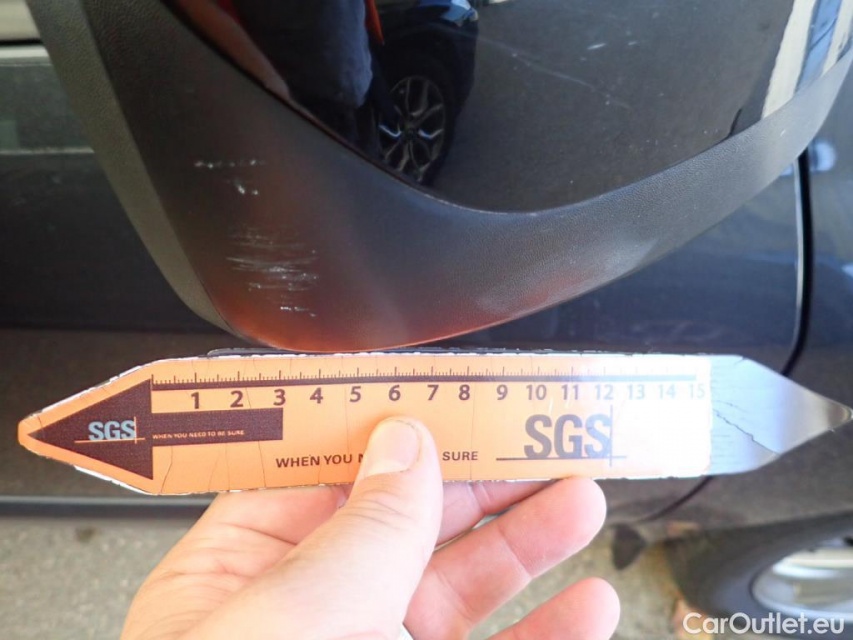 1 2 3 4 5 6 7 8 9 10 11 12 13 14 15
SGS
WHEN YOU NEED TO BE SURE
SGS
WHEN YOU N SURE
CarOutlet.eu